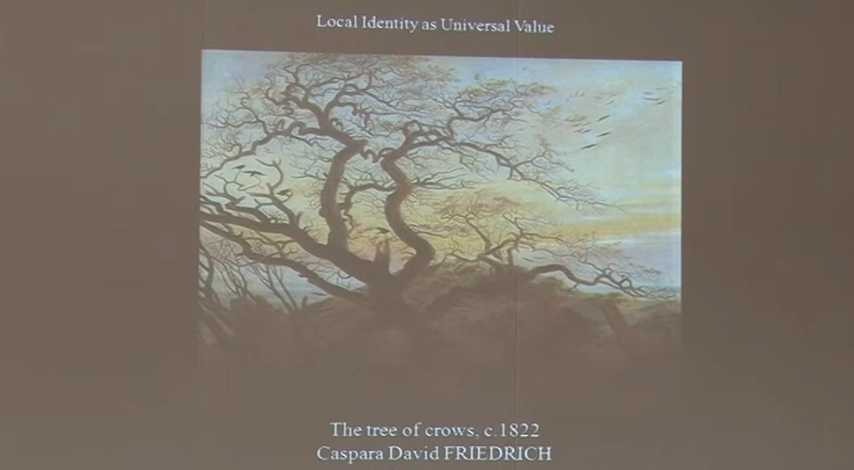 Local Identity as Universal Value
The tree of crows, c.1822
Caspara David FRIEDRICH